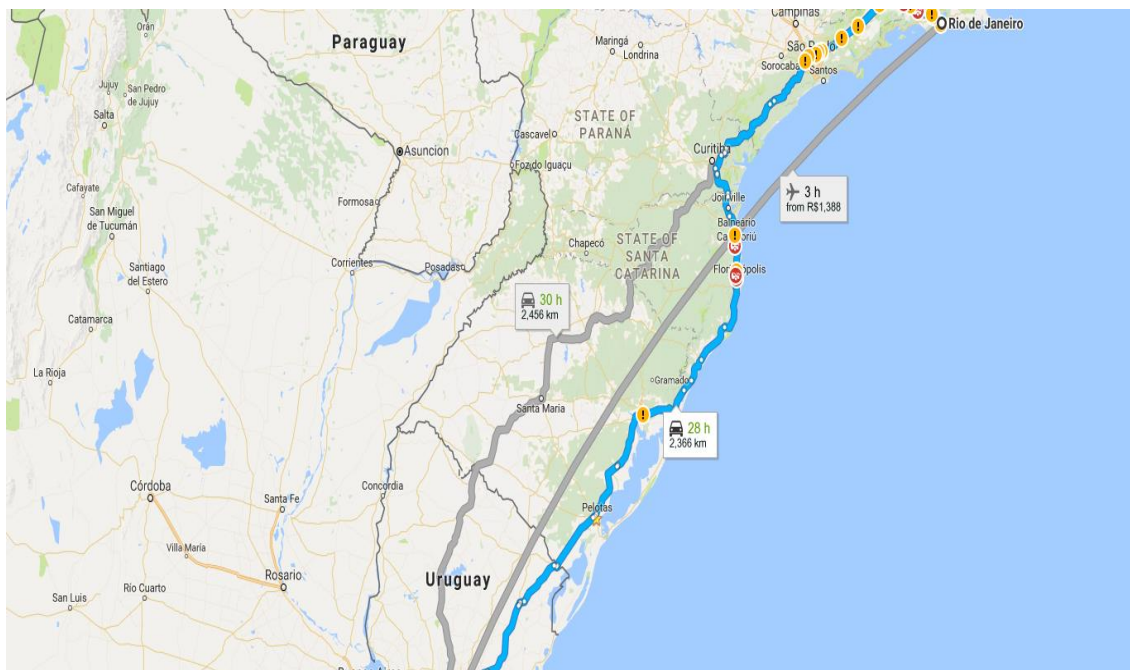 Rio de Janeiro
Campinas
Orán
Paraguay
Maringá
Londrina
São Paulo
Sorocaba
Santos
Jujuy
San Pedro
de Jujuy
Salta
STATE OF
PARANÁ
Cascavel
Asuncion
Curitiba
Foz do Iguaçu
Cafayate
3 h
from R$1,388
Joinville
Formosa
San Miguel
de Tucumán
Balneário
Camboriú
STATE OF
SANTA
CATARINA
Chapecó
Corrientes
Posadas
Florianópolis
Santiago
del Estero
30 h
2,456 km
Catamarca
La Rioja
Gramado
Santa Maria
28 h
2,366 km
Córdoba
Concordia
Santa Fe
Pelotas
Villa María
Rosario
Uruguay
Río Cuarto
San Luis